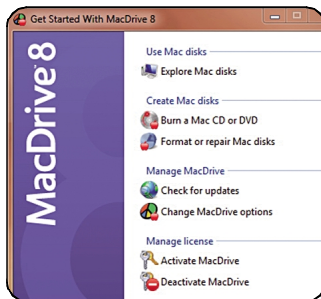 Get Started With MacDrive 8
MacDrive 8
Use Mac disks
Explore Mac disks
Create Mac disks
Burn a Mac CD or DVD
Format or repair Mac disks
Manage MacDrive
Check for updates
Change MacDrive options
Manage license
Activate MacDrive
Deactivate MacDrive